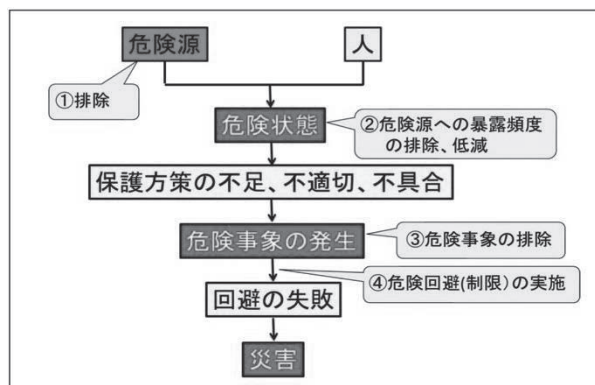 危険源
人
①排除
危険状態
②危険源への暴露頻度
の排除、低減
保護方策の不足、不適切、不具合
危険事象の発生
③危険事象の排除
④危険回避(制限）の実施
回避の失敗
災害